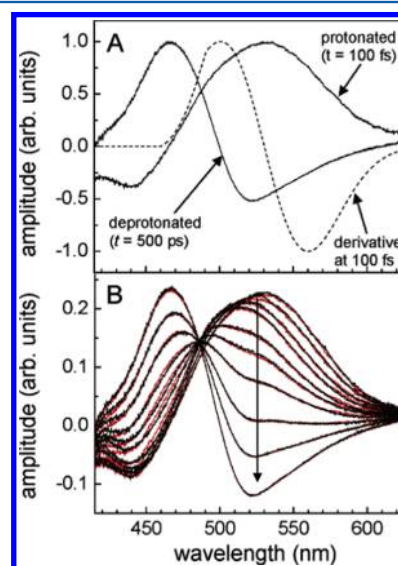 A
protonated
(t = 100 fs)
1.0
0.5
0.0
-0.5
-1.0
amplitude (arb. units)
deprotonated
(t = 500 ps)
derivative
at 100 fs
B
0.2
0.1
0.0
-0.1
amplitude (arb. units)
450
500
550
600
wavelength (nm)